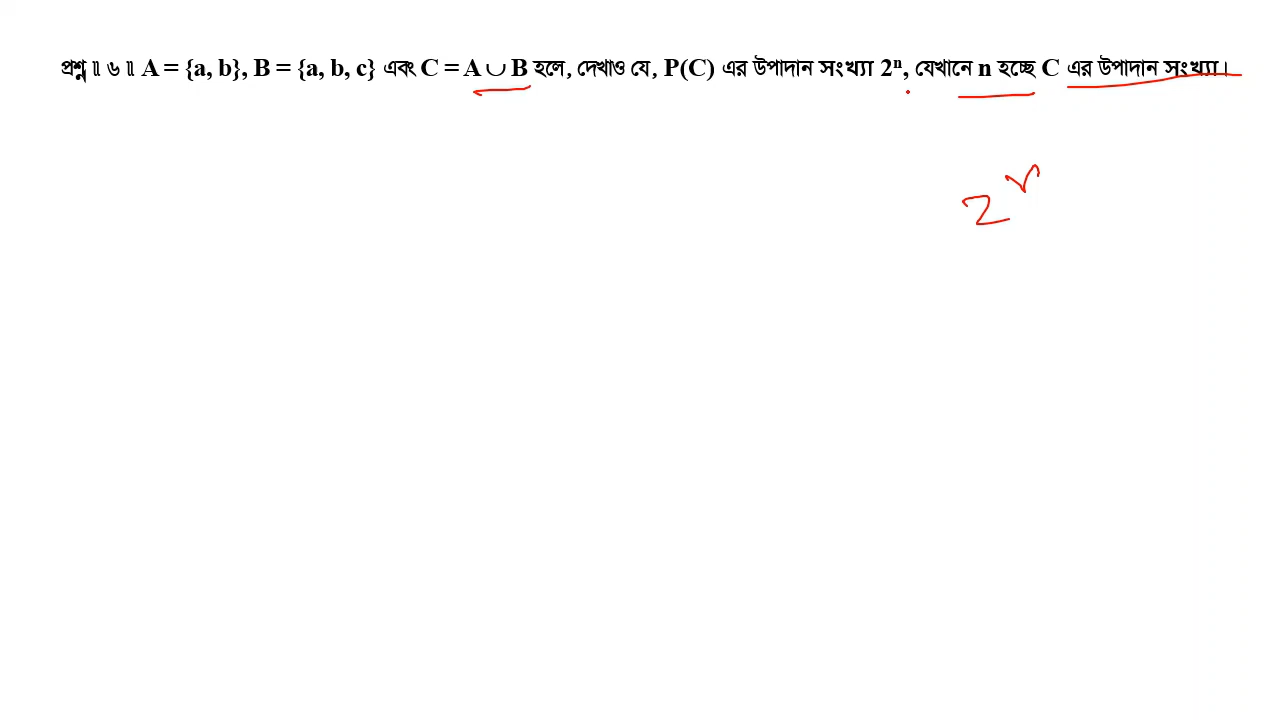 প্রশ্ন ॥ ৬ ॥ A = {a, b}, B = {a, b, c} এবং C = A ∪ B হলে, দেখাও যে, P(C) এর উপাদান সংখ্যা 2ⁿ, যেখানে n হচ্ছে C এর উপাদান সংখ্যা।
2ⁿ